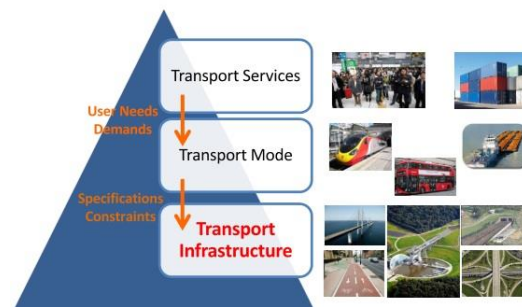 Transport Services
User Needs
Demands
Transport Mode
Specifications
Constraints
Transport
Infrastructure